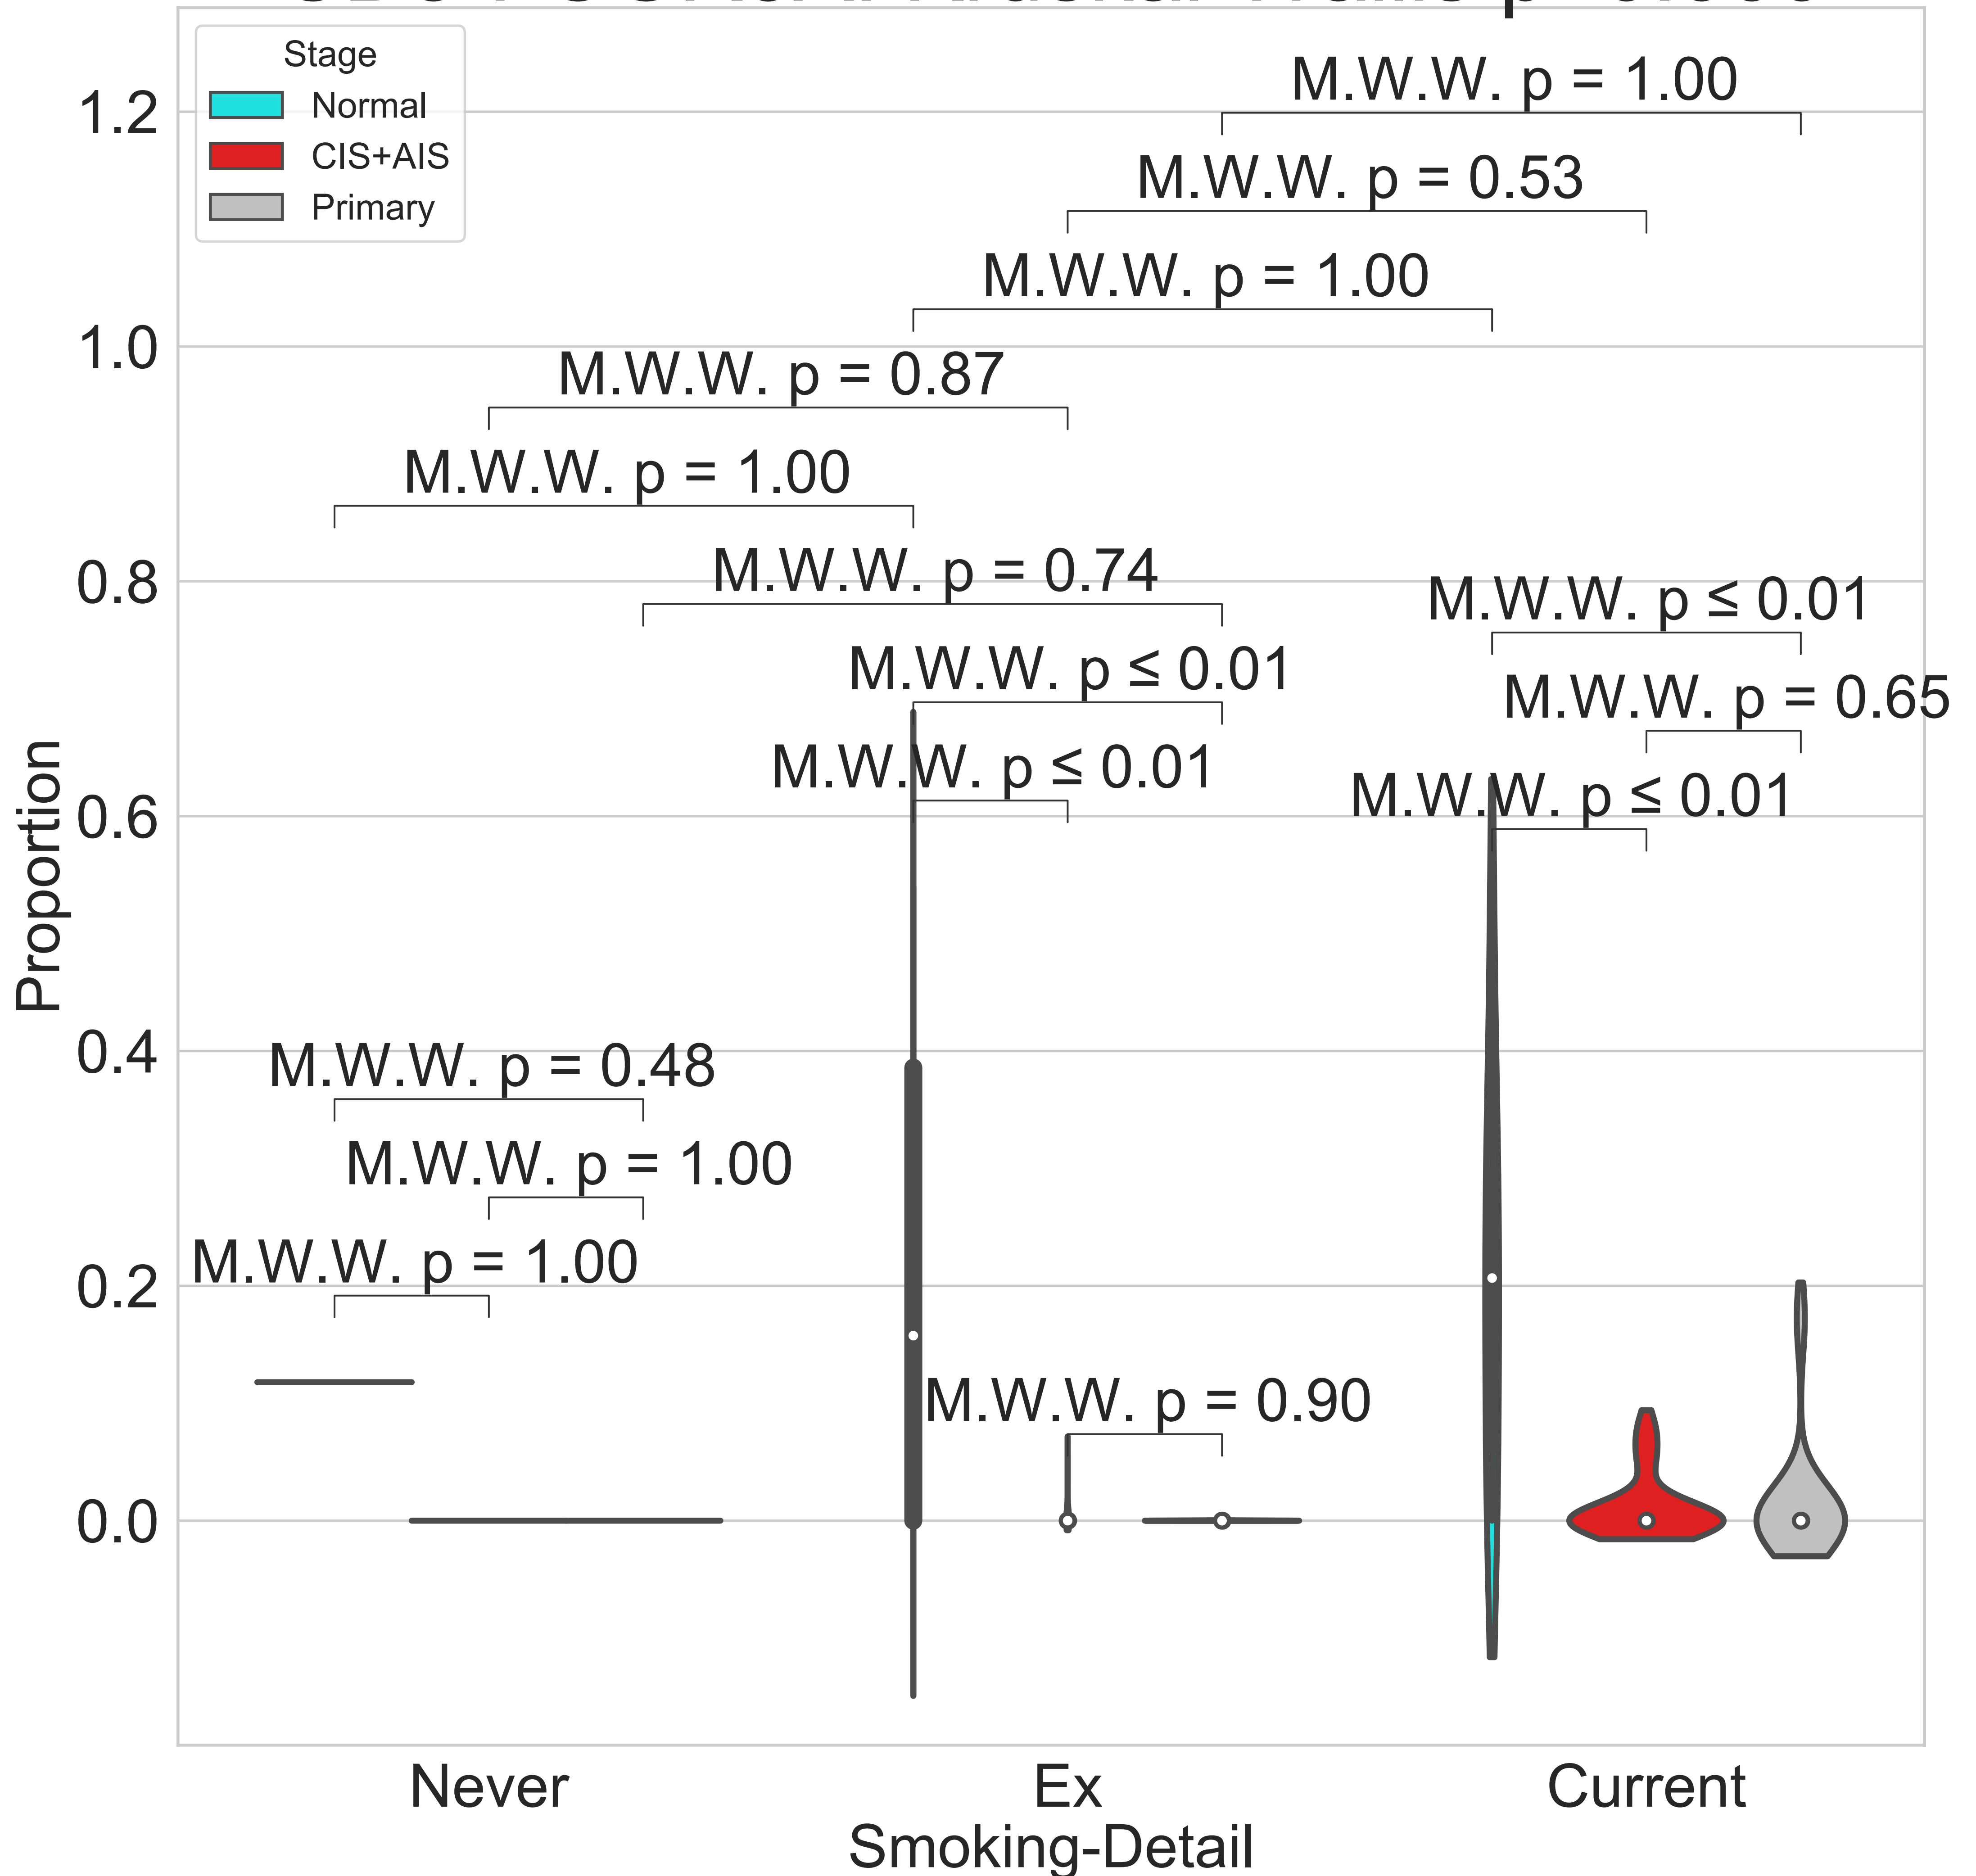 Stage
Normal
CIS+AIS
Primary
M.W.W. p = 1.00
M.W.W. p = 0.53
M.W.W. p = 1.00
M.W.W. p = 0.87
M.W.W. p = 1.00
M.W.W. p = 0.74
M.W.W. p ≤ 0.01
M.W.W. p ≤ 0.01
M.W.W. p = 0.65
M.W.W. p ≤ 0.01
M.W.W. p ≤ 0.01
M.W.W. p = 0.48
M.W.W. p = 1.00
M.W.W. p = 1.00
M.W.W. p = 0.90
1.2
1.0
0.8
0.6
0.4
0.2
0.0
Proportion
Never
Ex
Current
Smoking-Detail